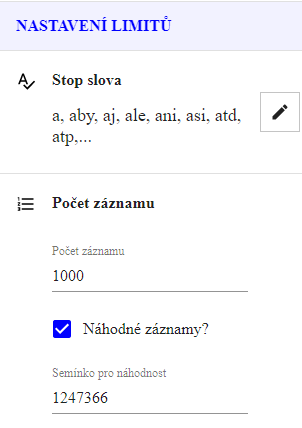 NASTAVENÍ LIMITŮ
Stop slova
a, aby, aj, ale, ani, asi, atd,
atp,...
Počet záznamu
Počet záznamu
1000
Náhodné záznamy?
Semínko pro náhodnost
1247366